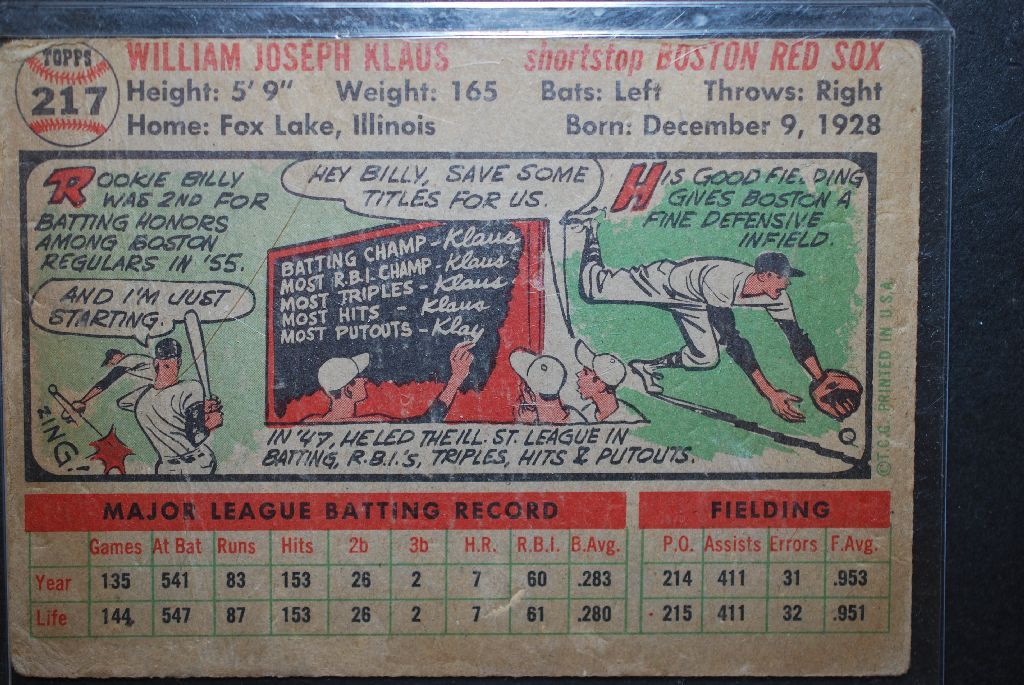 TOPPS
217
WILLIAM JOSEPH KLAUS shortstop BOSTON RED SOX
Height: 5' 9" Weight: 165 Bats: Left Throws: Right
Home: Fox Lake, Illinois Born: December 9, 1928
ROOKIE BILLY
WAS 2ND FOR
BATTING HONORS
AMONG BOSTON
REGULARS IN '55.
AND I'M JUST
STARTING.
ZING!
HEY BILLY, SAVE SOME
TITLES FOR US.
BATTING CHAMP - Klaus
MOST R.B.I. CHAMP - Klaus
MOST TRIPLES - Klaus
MOST HITS - Klaus
MOST PUTOUTS - Klay
IN '47, HE LED THE ILL. ST. LEAGUE IN
BATTING, R.B.I.'S, TRIPLES, HITS & PUTOUTS.
HIS GOOD FIELDING
GIVES BOSTON A
FINE DEFENSIVE
INFIELD.
© T.C.G. PRINTED IN U.S.A.
MAJOR LEAGUE BATTING RECORD FIELDING
Games At Bat Runs Hits 2b 3b H.R. R.B.I. B.Avg. P.O. Assists Errors F.Avg.
Year 135 541 83 153 26 2 7 60 .283 214 411 31 .953
Life 144 547 87 153 26 2 7 61 .280 215 411 32 .951